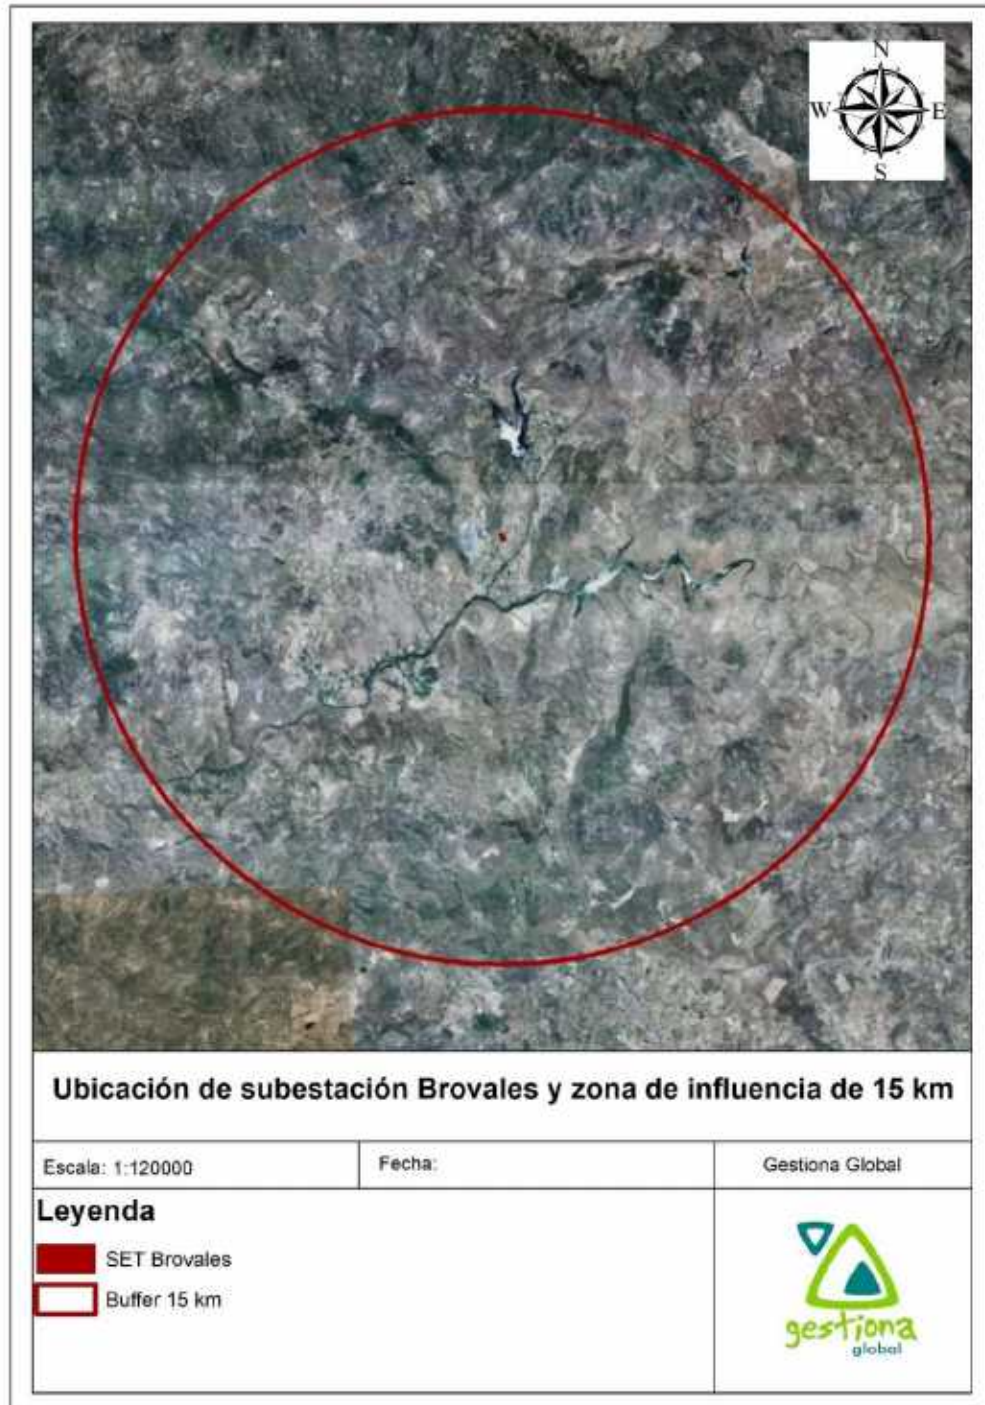 N
W E
S
Ubicación de subestación Brovales y zona de influencia de 15 km
Escala: 1:120000
Fecha:
Gestiona Global
Leyenda
SET Brovales
Buffer 15 km
gestiona
global